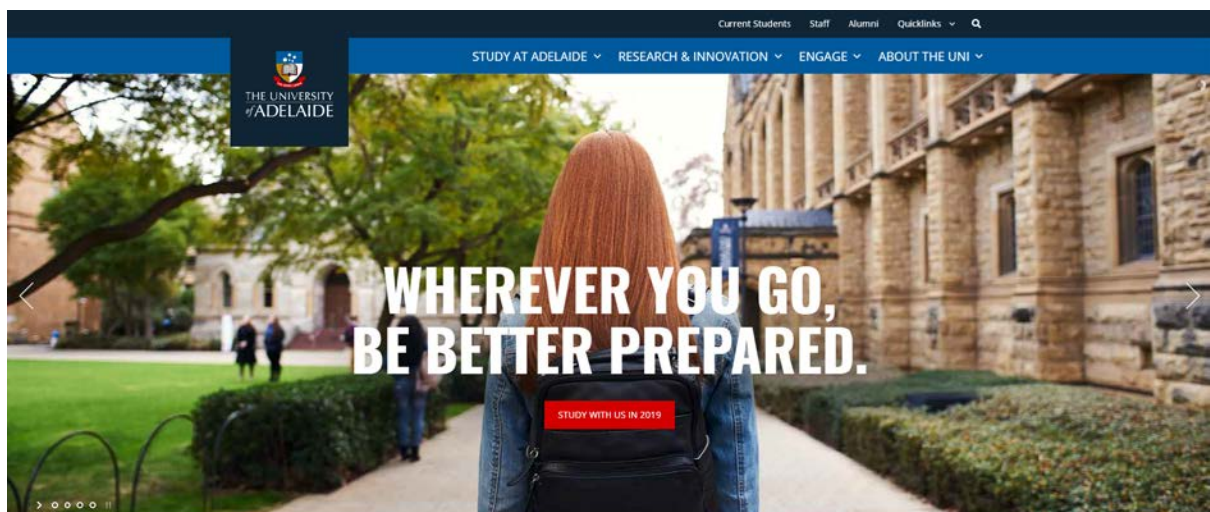 Current Students Staff Alumni Quicklinks
STUDY AT ADELAIDE RESEARCH & INNOVATION ENGAGE ABOUT THE UNI
THE UNIVERSITY
of ADELAIDE
WHEREVER YOU GO,
BE BETTER PREPARED.
STUDY WITH US IN 2019